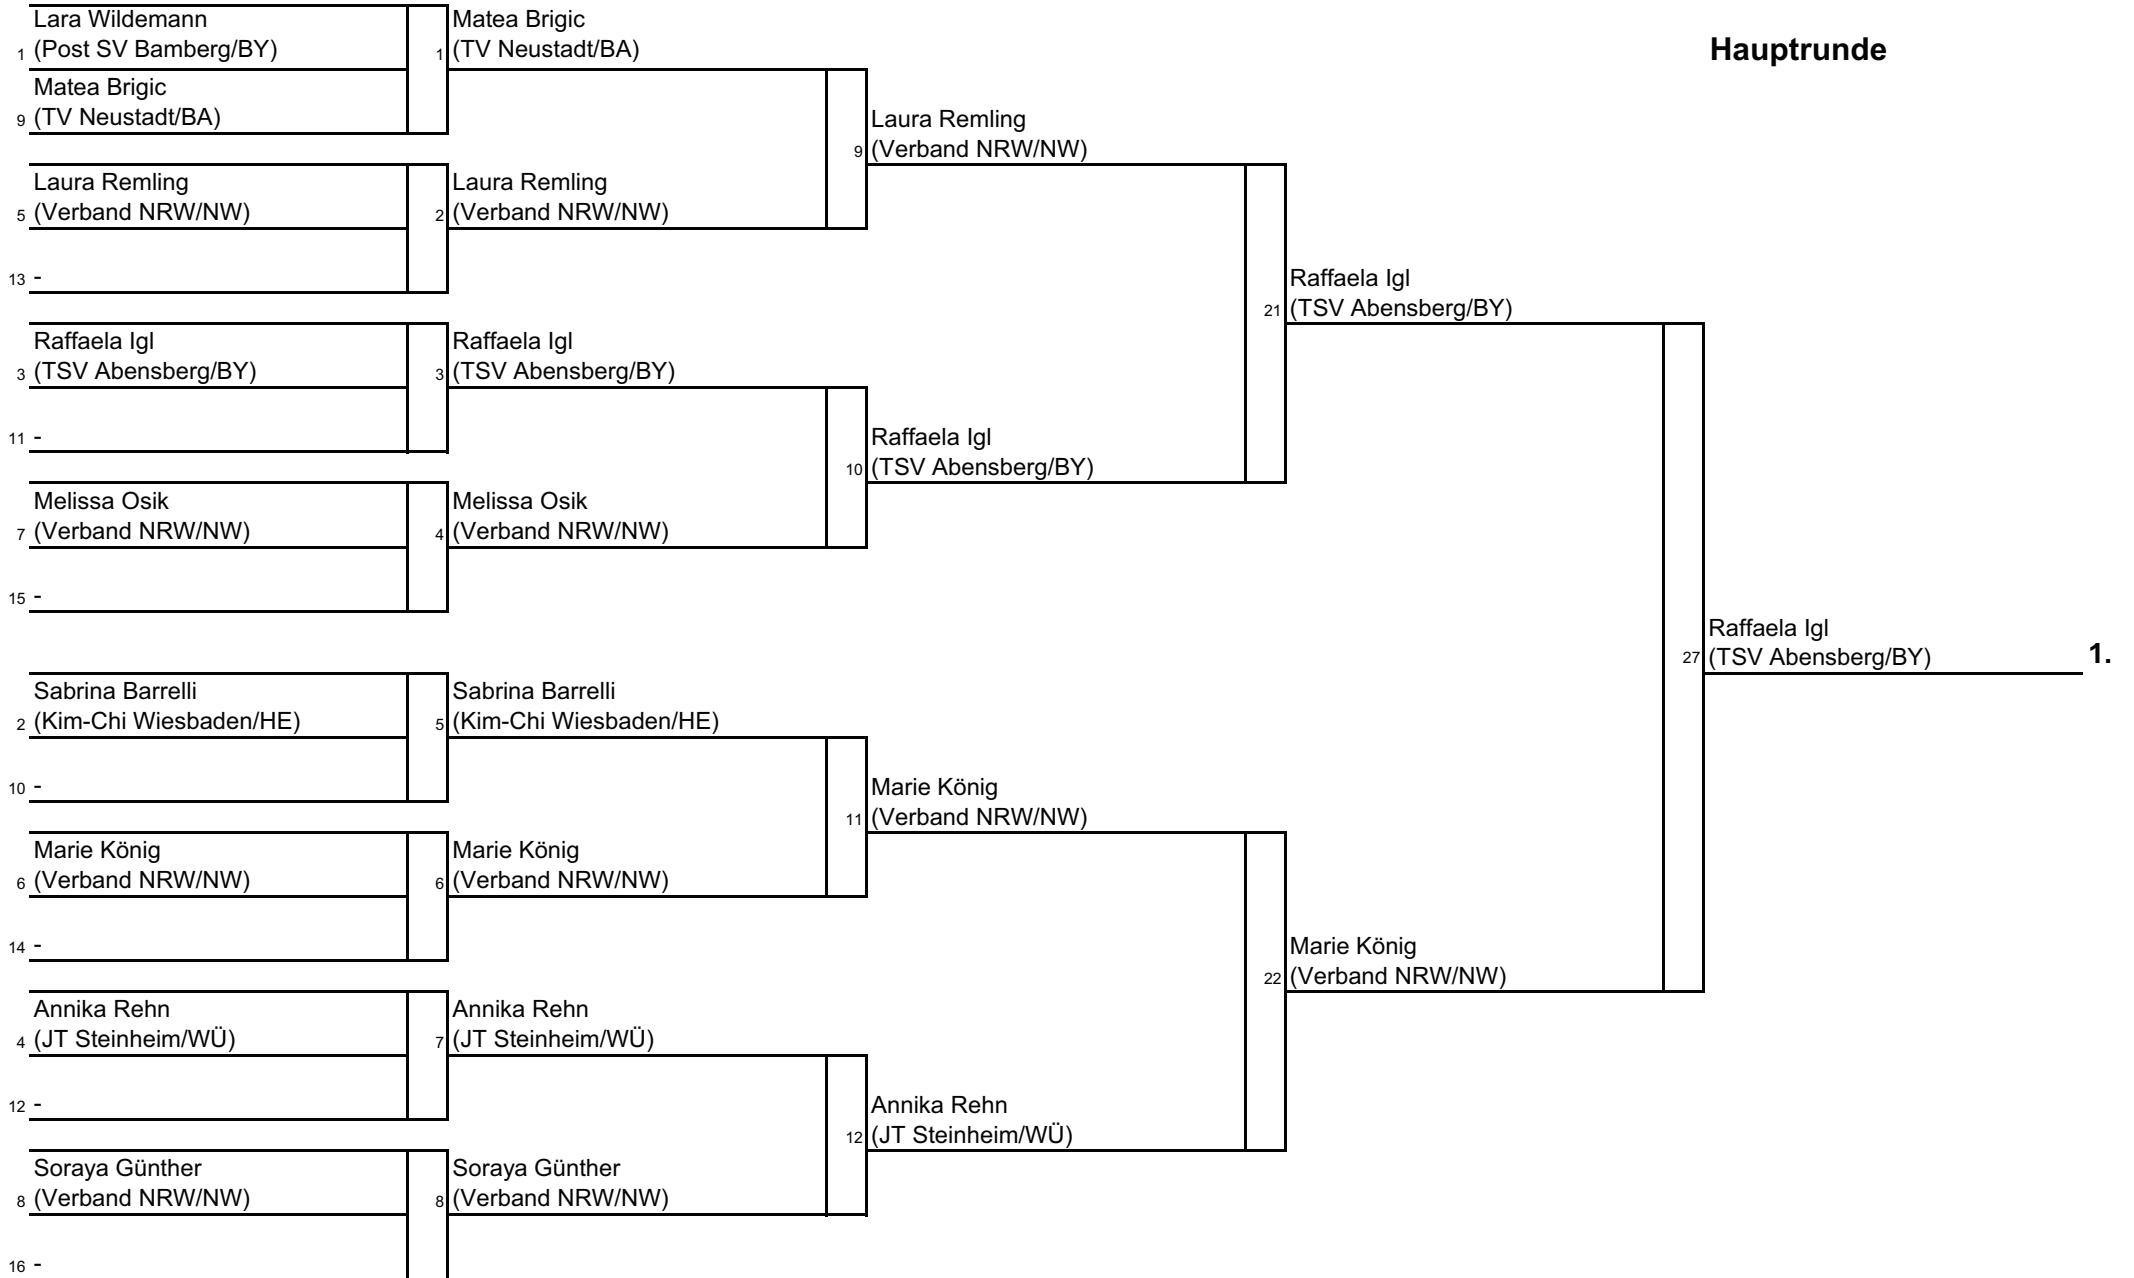 Hauptrunde
Lara Wildemann
1 (Post SV Bamberg/BY)
Matea Brigic
9 (TV Neustadt/BA)
Laura Remling
5 (Verband NRW/NW)
13 -
Raffaela Igl
3 (TSV Abensberg/BY)
11 -
Melissa Osik
7 (Verband NRW/NW)
15 -
Sabrina Barrelli
2 (Kim-Chi Wiesbaden/HE)
10 -
Marie König
6 (Verband NRW/NW)
14 -
Annika Rehn
4 (JT Steinheim/WÜ)
12 -
Soraya Günther
8 (Verband NRW/NW)
16 -
Matea Brigic
1 (TV Neustadt/BA)
Laura Remling
2 (Verband NRW/NW)
Raffaela Igl
3 (TSV Abensberg/BY)
Melissa Osik
4 (Verband NRW/NW)
Sabrina Barrelli
5 (Kim-Chi Wiesbaden/HE)
Marie König
6 (Verband NRW/NW)
Annika Rehn
7 (JT Steinheim/WÜ)
Soraya Günther
8 (Verband NRW/NW)
Laura Remling
9 (Verband NRW/NW)
Raffaela Igl
10 (TSV Abensberg/BY)
Marie König
11 (Verband NRW/NW)
Annika Rehn
12 (JT Steinheim/WÜ)
Raffaela Igl
21 (TSV Abensberg/BY)
Marie König
22 (Verband NRW/NW)
Raffaela Igl
27 (TSV Abensberg/BY) 1.